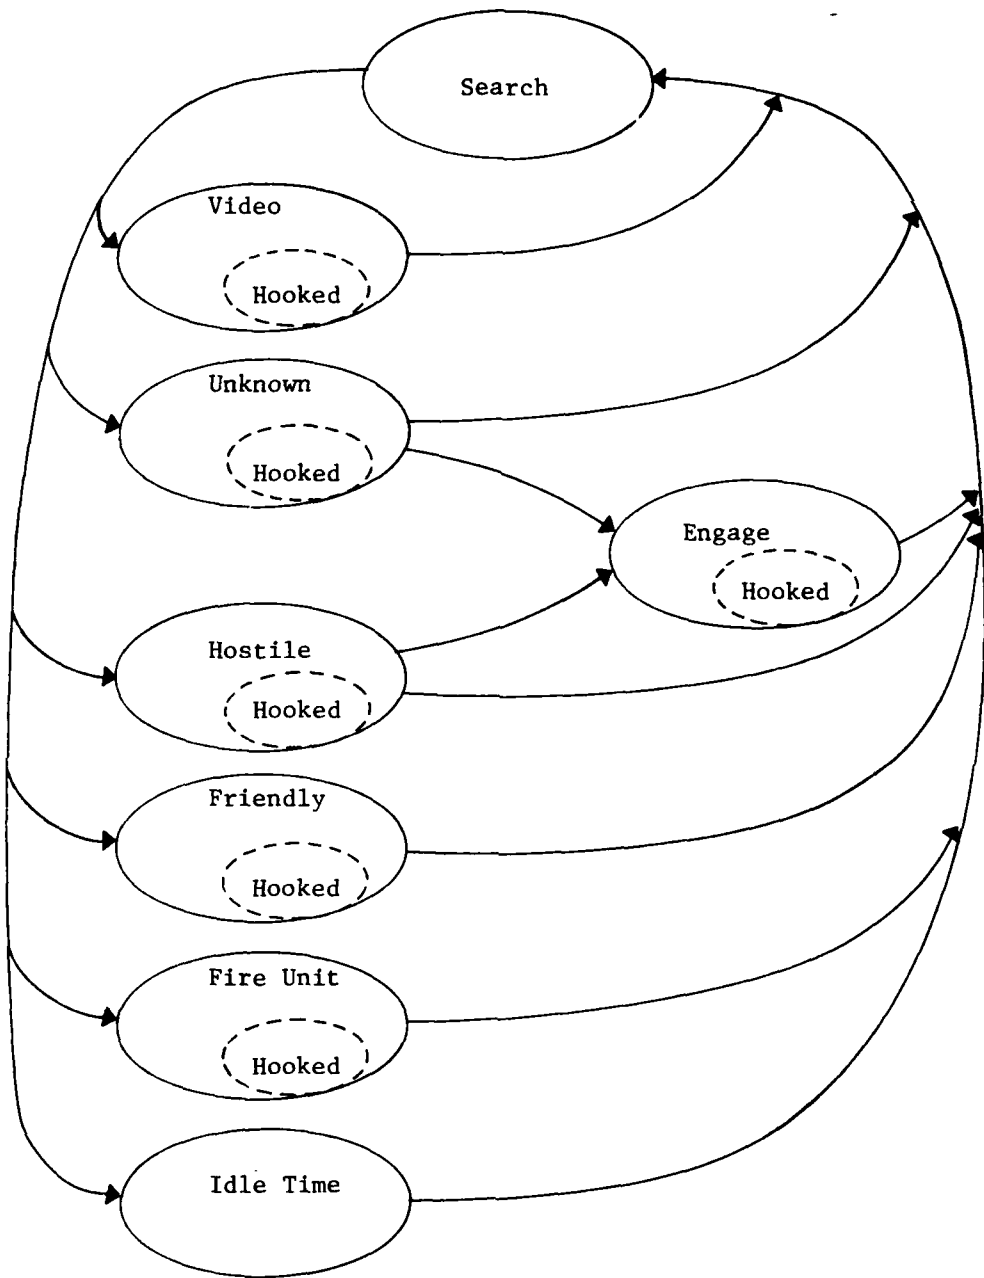 Search
Video
Hooked
Unknown
Hooked
Engage
Hooked
Hostile
Hooked
Friendly
Hooked
Fire Unit
Hooked
Idle Time